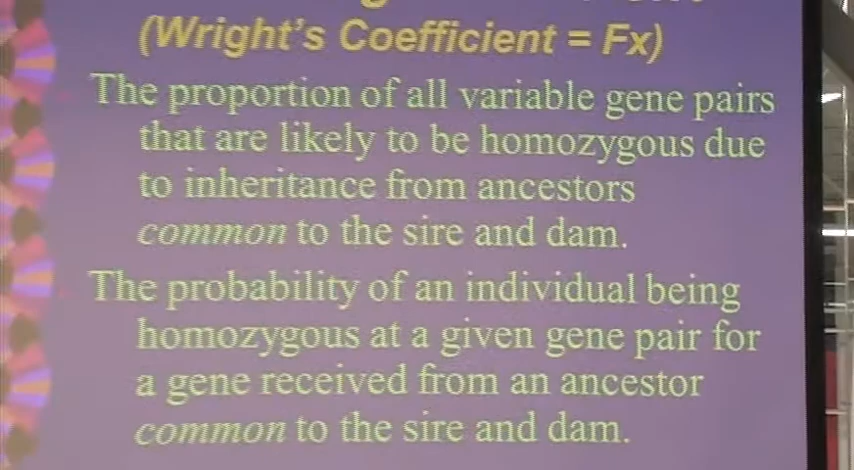 (Wright's Coefficient = Fx)
The proportion of all variable gene pairs
that are likely to be homozygous due
to inheritance from ancestors
common to the sire and dam.
The probability of an individual being
homozygous at a given gene pair for
a gene received from an ancestor
common to the sire and dam.